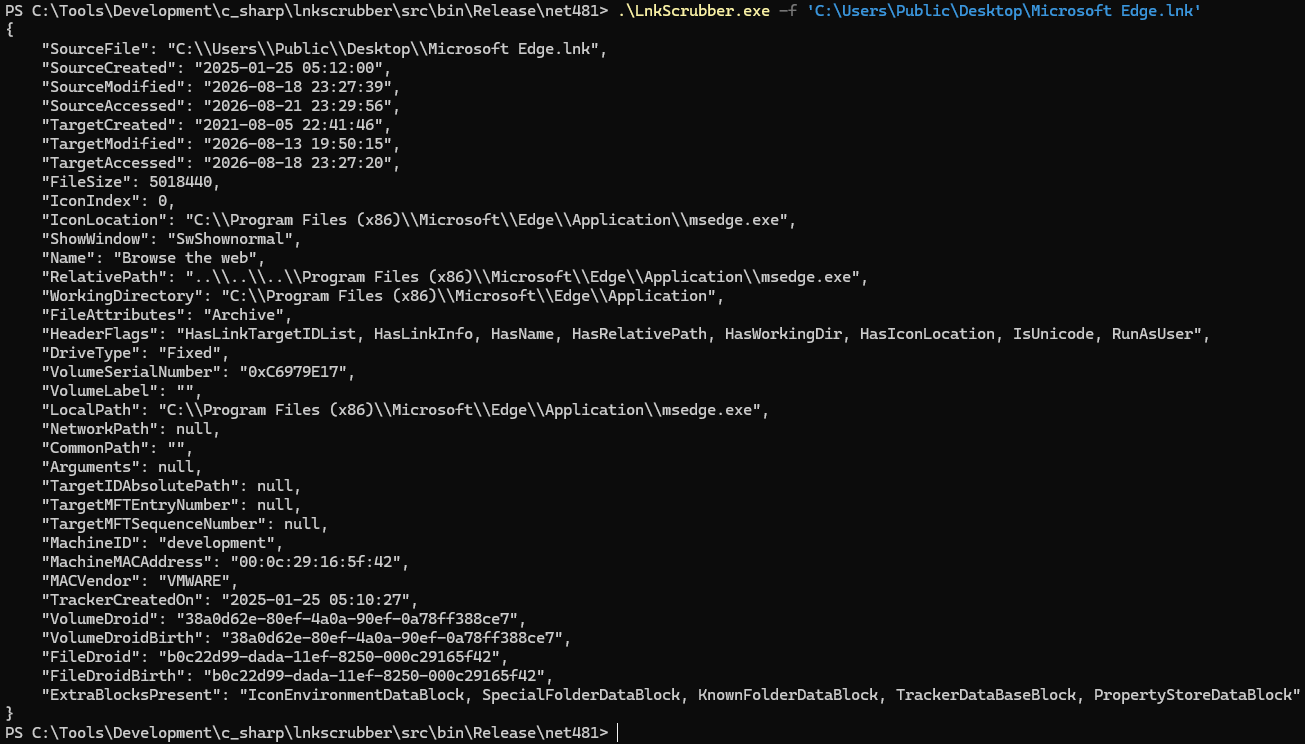 PS C:\Tools\Development\c_sharp\lnkscrubber\src\bin\Release\net481> .\LnkScrubber.exe -f 'C:\Users\Public\Desktop\Microsoft Edge.lnk'
{
    "SourceFile": "C:\\Users\\Public\\Desktop\\Microsoft Edge.lnk",
    "SourceCreated": "2025-01-25 05:12:00",
    "SourceModified": "2026-08-18 23:27:39",
    "SourceAccessed": "2026-08-21 23:29:56",
    "TargetCreated": "2021-08-05 22:41:46",
    "TargetModified": "2026-08-13 19:50:15",
    "TargetAccessed": "2026-08-18 23:27:20",
    "FileSize": 5018440,
    "IconIndex": 0,
    "IconLocation": "C:\\Program Files (x86)\\Microsoft\\Edge\\Application\\msedge.exe",
    "ShowWindow": "SwShownormal",
    "Name": "Browse the web",
    "RelativePath": "..\\..\\..\\Program Files (x86)\\Microsoft\\Edge\\Application\\msedge.exe",
    "WorkingDirectory": "C:\\Program Files (x86)\\Microsoft\\Edge\\Application",
    "FileAttributes": "Archive",
    "HeaderFlags": "HasLinkTargetIDList, HasLinkInfo, HasName, HasRelativePath, HasWorkingDir, HasIconLocation, IsUnicode, RunAsUser",
    "DriveType": "Fixed",
    "VolumeSerialNumber": "0xC6979E17",
    "VolumeLabel": "",
    "LocalPath": "C:\\Program Files (x86)\\Microsoft\\Edge\\Application\\msedge.exe",
    "NetworkPath": null,
    "CommonPath": "",
    "Arguments": null,
    "TargetIDAbsolutePath": null,
    "TargetMFTEntryNumber": null,
    "TargetMFTSequenceNumber": null,
    "MachineID": "development",
    "MachineMACAddress": "00:0c:29:16:5f:42",
    "MACVendor": "VMWARE",
    "TrackerCreatedOn": "2025-01-25 05:10:27",
    "VolumeDroid": "38a0d62e-80ef-4a0a-90ef-0a78ff388ce7",
    "VolumeDroidBirth": "38a0d62e-80ef-4a0a-90ef-0a78ff388ce7",
    "FileDroid": "b0c22d99-dada-11ef-8250-000c29165f42",
    "FileDroidBirth": "b0c22d99-dada-11ef-8250-000c29165f42",
    "ExtraBlocksPresent": "IconEnvironmentDataBlock, SpecialFolderDataBlock, KnownFolderDataBlock, TrackerDataBaseBlock, PropertyStoreDataBlock"
}
PS C:\Tools\Development\c_sharp\lnkscrubber\src\bin\Release\net481>